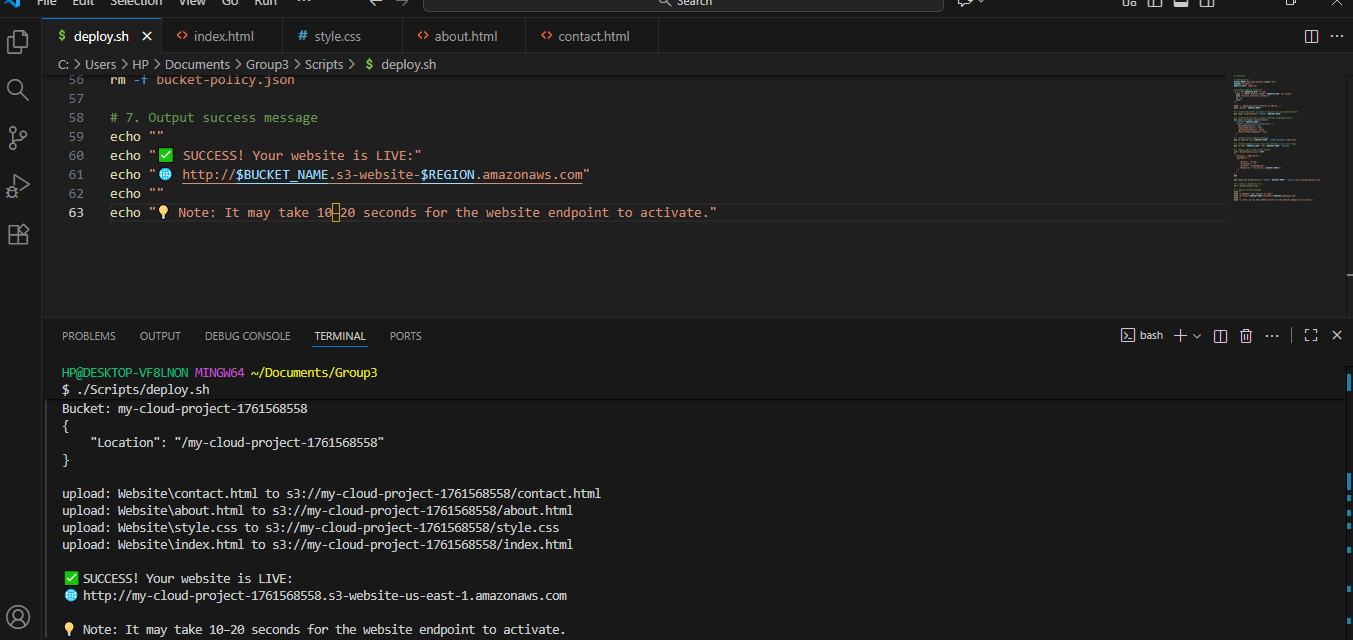 File Edit Selection View Go Run ··· Search
$ deploy.sh <> index.html # style.css <> about.html <> contact.html
C: > Users > HP > Documents > Group3 > Scripts > $ deploy.sh
56 rm -f bucket-policy.json
57
58 # 7. Output success message
59 echo ""
60 echo "✅ SUCCESS! Your website is LIVE:"
61 echo "🌐 http://$BUCKET_NAME.s3-website-$REGION.amazonaws.com"
62 echo ""
63 echo "💡 Note: It may take 10–20 seconds for the website endpoint to activate."
PROBLEMS OUTPUT DEBUG CONSOLE TERMINAL PORTS bash
HP@DESKTOP-VF8LNON MINGW64 ~/Documents/Group3
$ ./Scripts/deploy.sh
Bucket: my-cloud-project-1761568558
{
"Location": "/my-cloud-project-1761568558"
}
upload: Website\contact.html to s3://my-cloud-project-1761568558/contact.html
upload: Website\about.html to s3://my-cloud-project-1761568558/about.html
upload: Website\style.css to s3://my-cloud-project-1761568558/style.css
upload: Website\index.html to s3://my-cloud-project-1761568558/index.html
✅ SUCCESS! Your website is LIVE:
🌐 http://my-cloud-project-1761568558.s3-website-us-east-1.amazonaws.com
💡 Note: It may take 10–20 seconds for the website endpoint to activate.